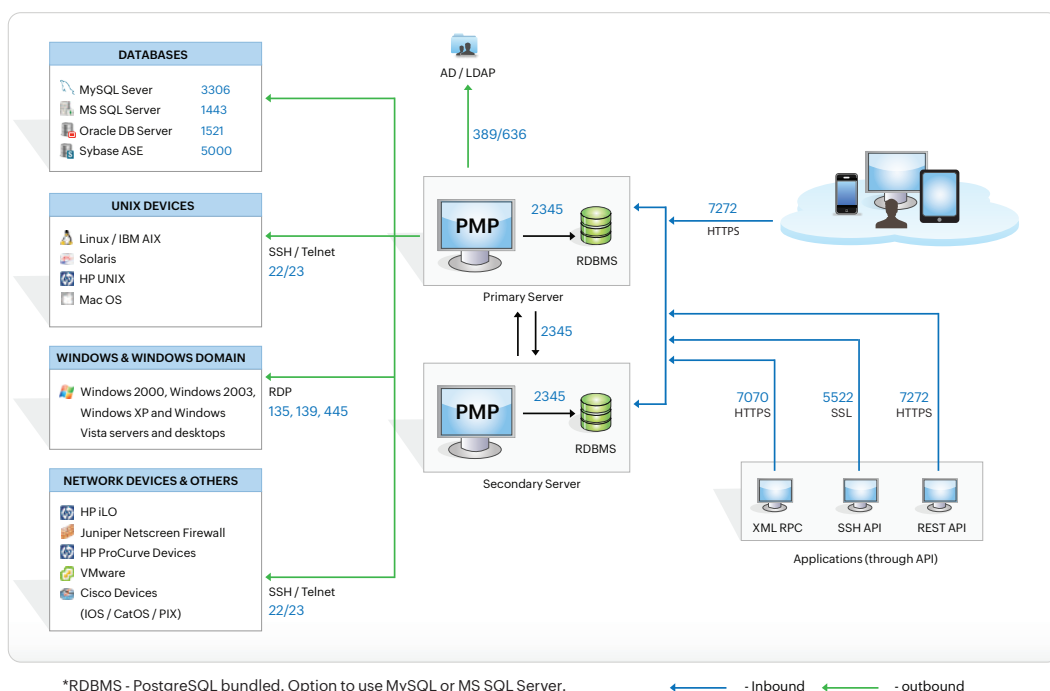 DATABASES
MySQL Sever 3306
MS SQL Server 1443
Oracle DB Server 1521
Sybase ASE 5000
UNIX DEVICES
Linux / IBM AIX
Solaris
HP UNIX
Mac OS
SSH / Telnet
22/23
WINDOWS & WINDOWS DOMAIN
Windows 2000, Windows 2003,
Windows XP and Windows
Vista servers and desktops
RDP
135, 139, 445
NETWORK DEVICES & OTHERS
HP iLO
Juniper Netscreen Firewall
HP ProCurve Devices
VMware
Cisco Devices
(IOS / CatOS / PIX)
SSH / Telnet
22/23
AD / LDAP
389/636
PMP
2345
RDBMS
Primary Server
2345
PMP
2345
RDBMS
Secondary Server
7272
HTTPS
7070
HTTPS
5522
SSL
7272
HTTPS
XML RPC
SSH API
REST API
Applications (through API)
*RDBMS - PostgreSQL bundled. Option to use MySQL or MS SQL Server.
- Inbound
- outbound